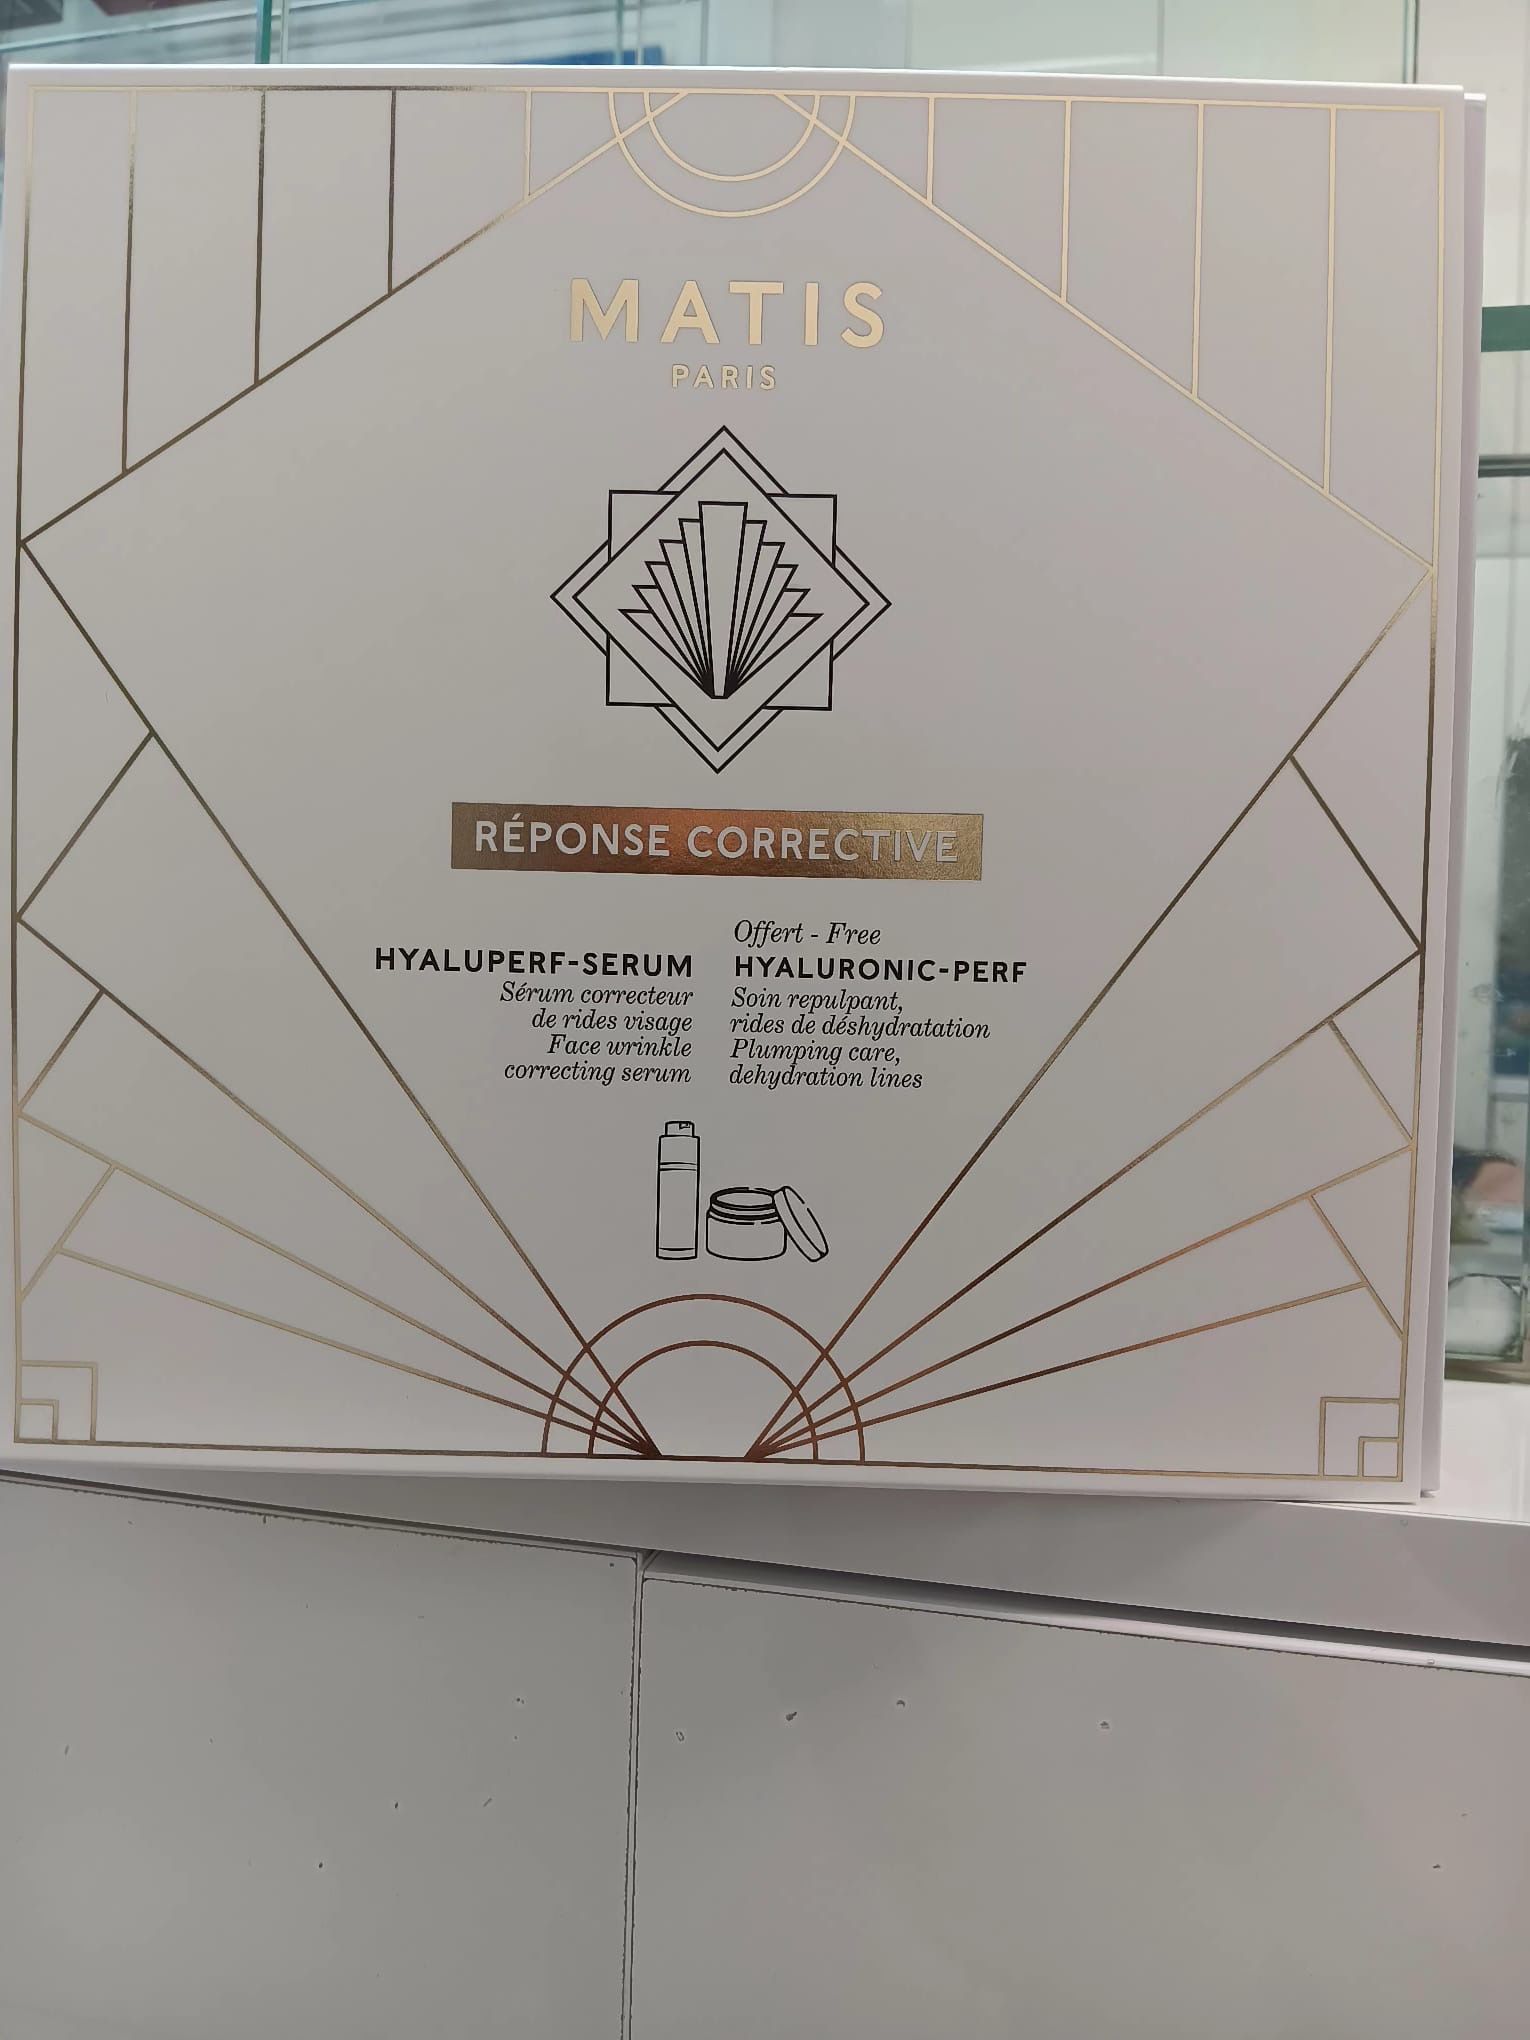 MATIS
PARIS
RÉPONSE CORRECTIVE
HYALUPERF-SERUM
Sérum correcteur
de rides visage
Face wrinkle
correcting serum
Offert - Free
HYALURONIC-PERF
Soin repulpant,
rides de déshydratation
Plumping care,
dehydration lines